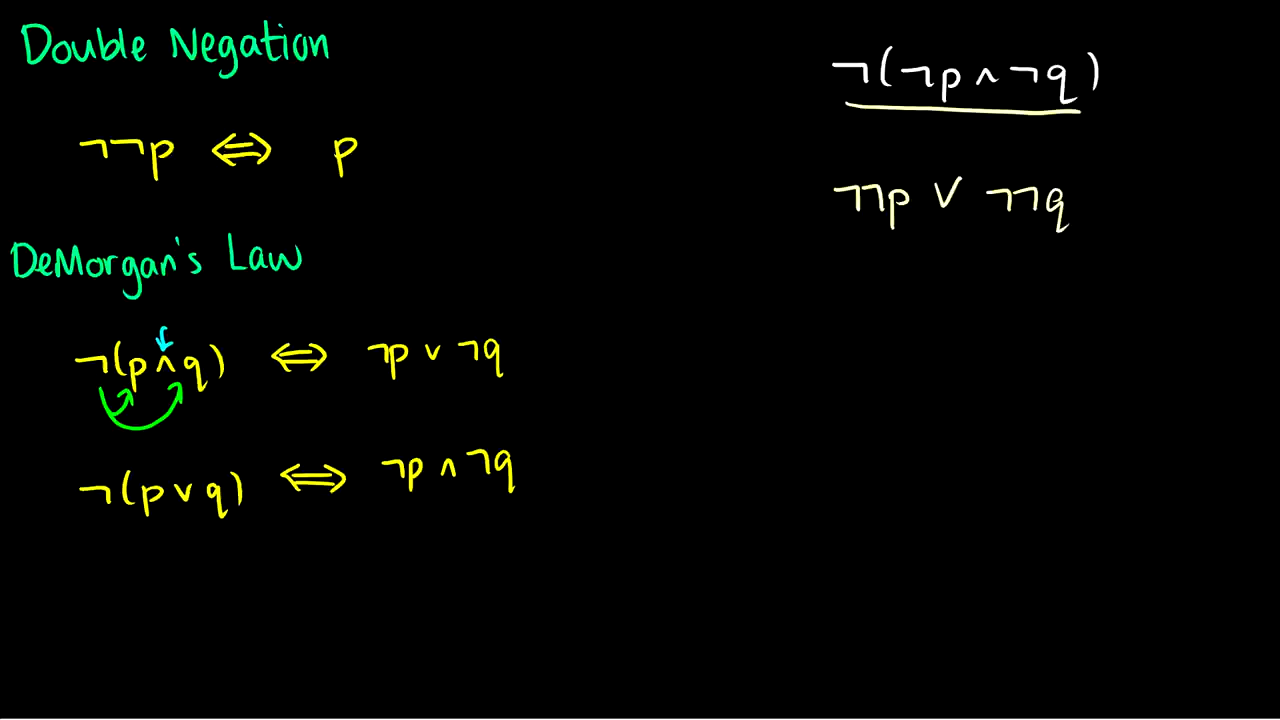 Double Negation
¬¬p ⇔ p
DeMorgan's Law
¬(p∧q) ⇔ ¬p ∨ ¬q
¬(p∨q) ⇔ ¬p ∧ ¬q
¬(¬p ∧ ¬q)
¬¬p ∨ ¬¬q